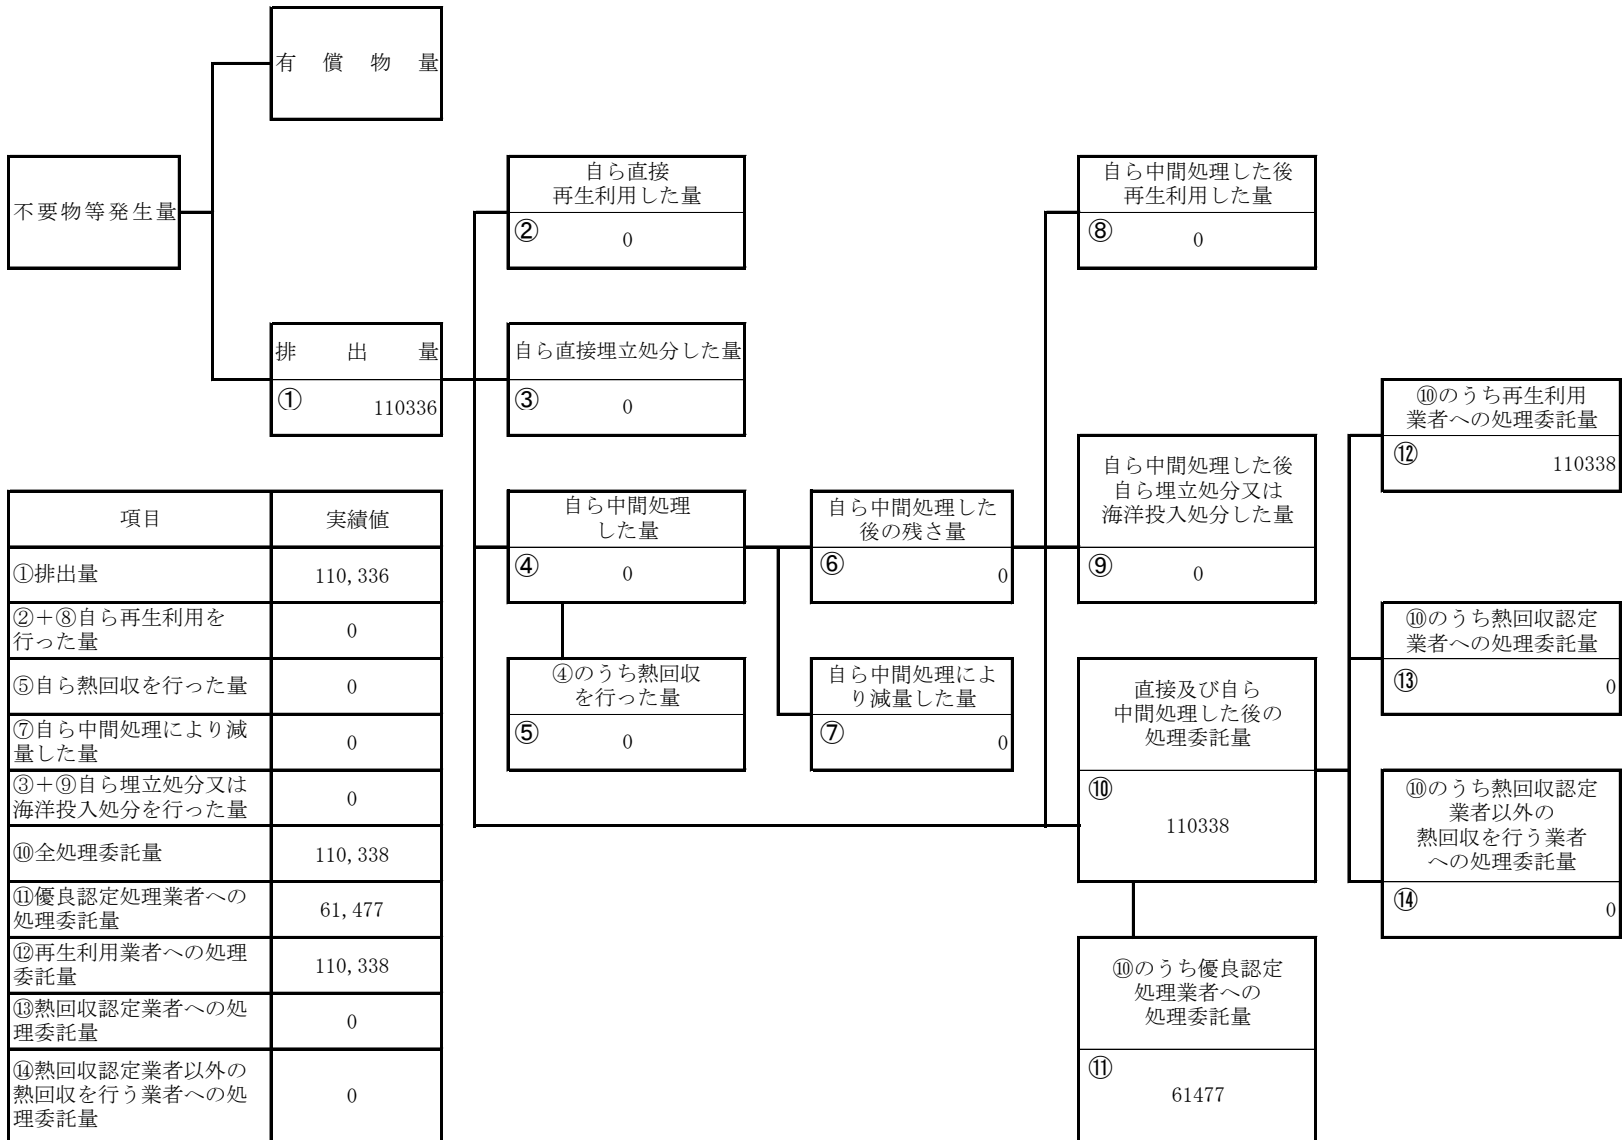 有償物量
不要物等発生量
排出量
① 110336
自ら直接
再生利用した量
② 0
自ら直接埋立処分した量
③ 0
自ら中間処理
した量
④ 0
④のうち熱回収
を行った量
⑤ 0
自ら中間処理した
後の残さ量
⑥ 0
自ら中間処理によ
り減量した量
⑦ 0
自ら中間処理した後
再生利用した量
⑧ 0
自ら中間処理した後
自ら埋立処分又は
海洋投入処分した量
⑨ 0
直接及び自ら
中間処理した後の
処理委託量
⑩
110338
⑩のうち優良認定
処理業者への
処理委託量
⑪
61477
⑩のうち再生利用
業者への処理委託量
⑫ 110338
⑩のうち熱回収認定
業者への処理委託量
⑬ 0
⑩のうち熱回収認定
業者以外の
熱回収を行う業者
への処理委託量
⑭ 0
項目 実績値
①排出量 110,336
②+⑧自ら再生利用を
行った量 0
⑤自ら熱回収を行った量 0
⑦自ら中間処理により減
量した量 0
③+⑨自ら埋立処分又は
海洋投入処分を行った量 0
⑩全処理委託量 110,338
⑪優良認定処理業者への
処理委託量 61,477
⑫再生利用業者への処理
委託量 110,338
⑬熱回収認定業者への処
理委託量 0
⑭熱回収認定業者以外の
熱回収を行う業者への処
理委託量 0